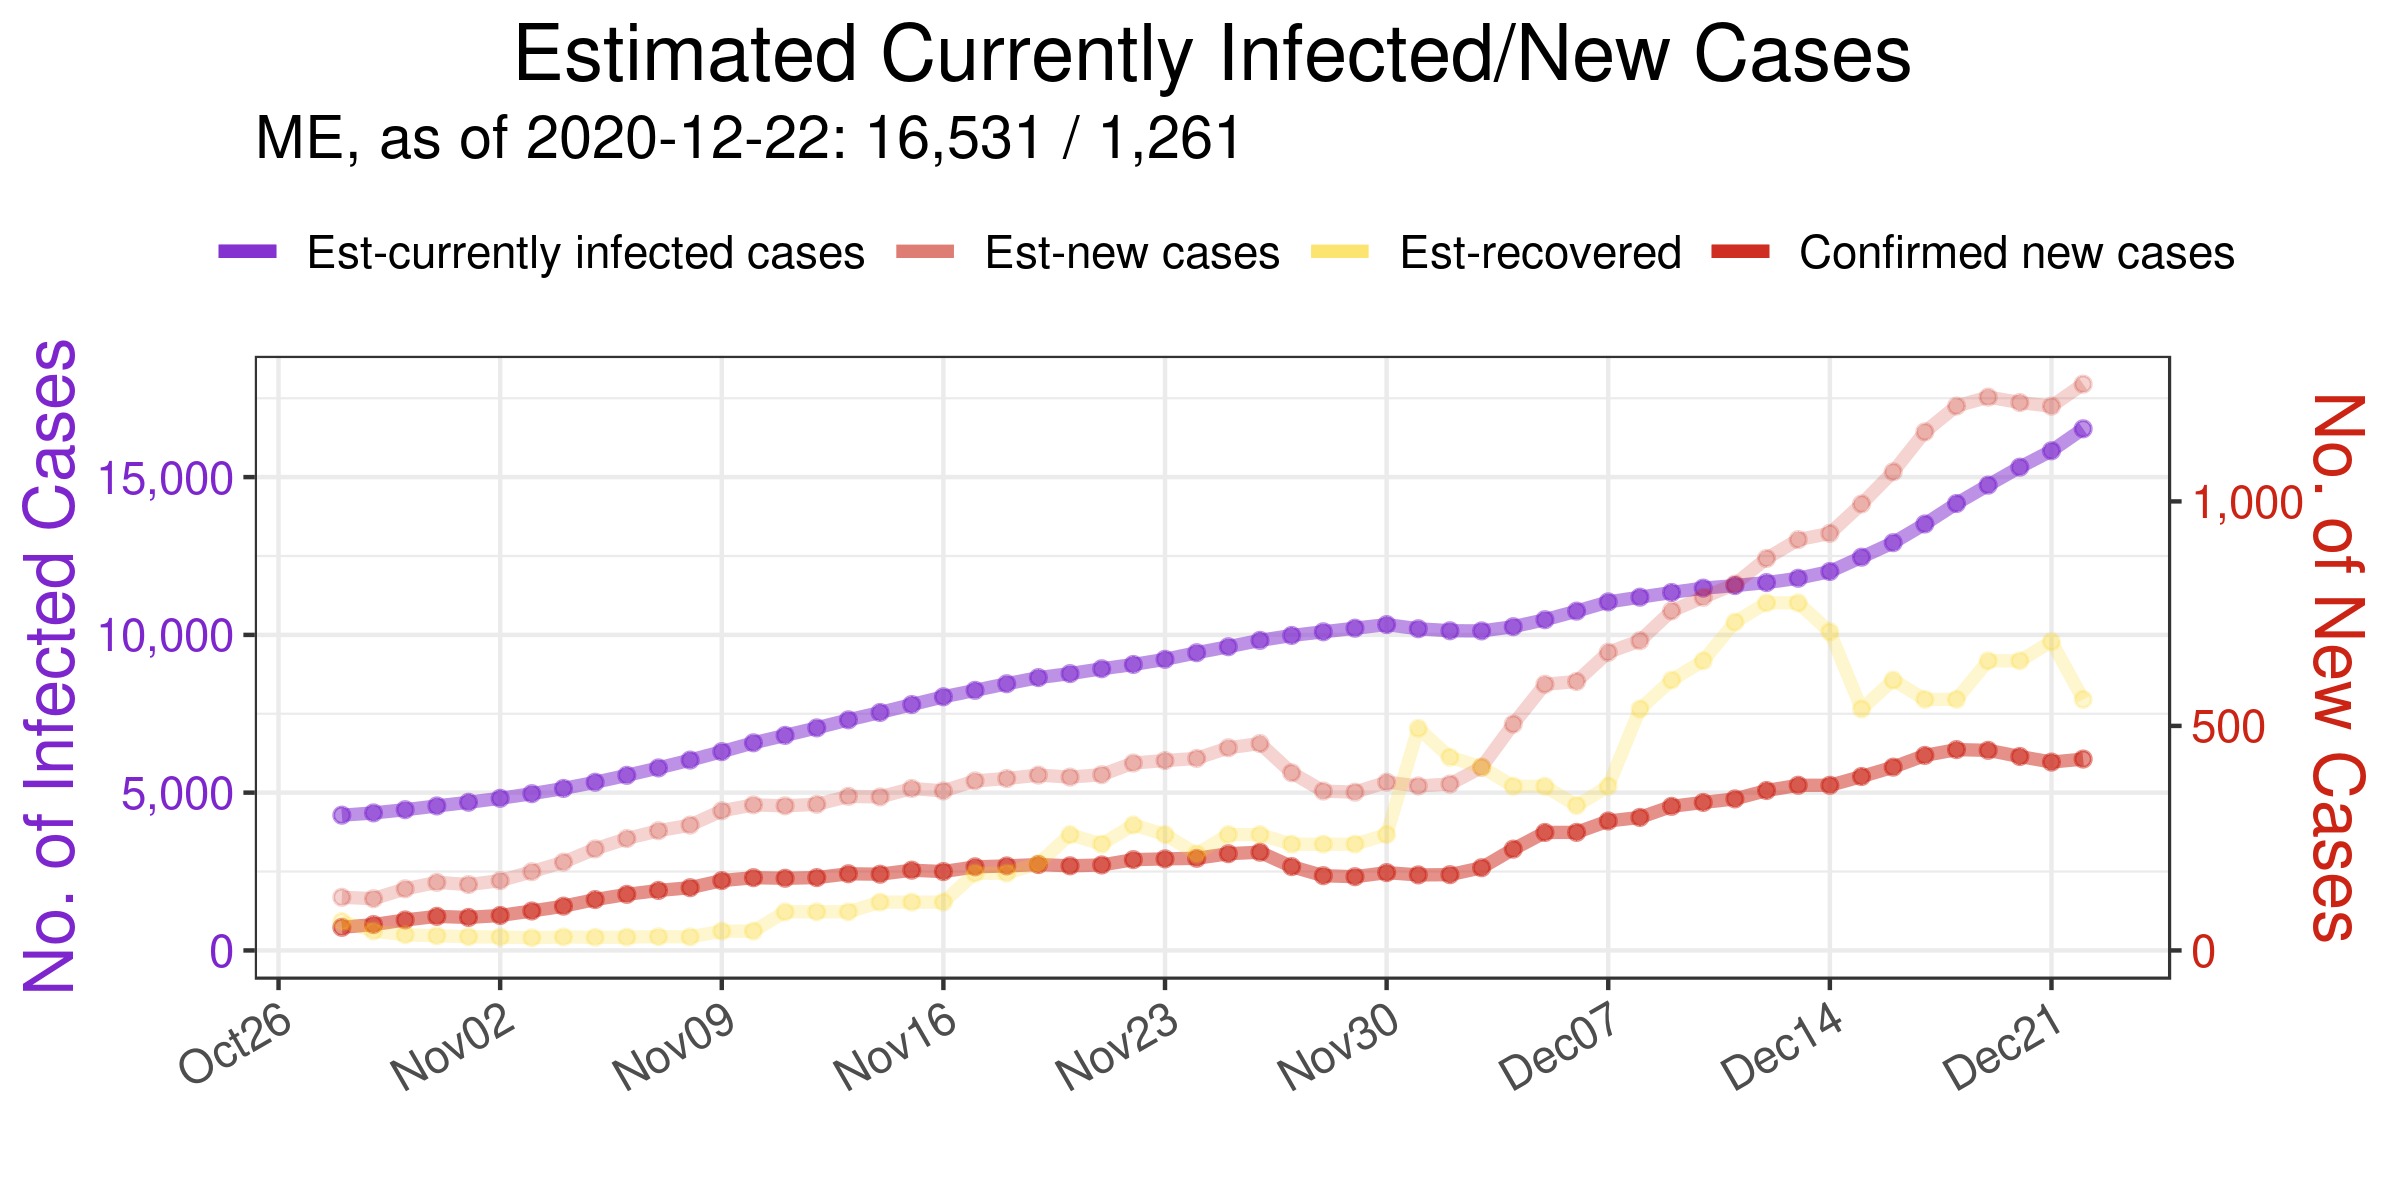 Estimated Currently Infected/New Cases
ME, as of 2020-12-22: 16,531 / 1,261
Est-currently infected cases Est-new cases Est-recovered Confirmed new cases
No. of Infected Cases
15,000
10,000
5,000
0
1,000
500
0
No. of New Cases
Oct26 Nov02 Nov09 Nov16 Nov23 Nov30 Dec07 Dec14 Dec21